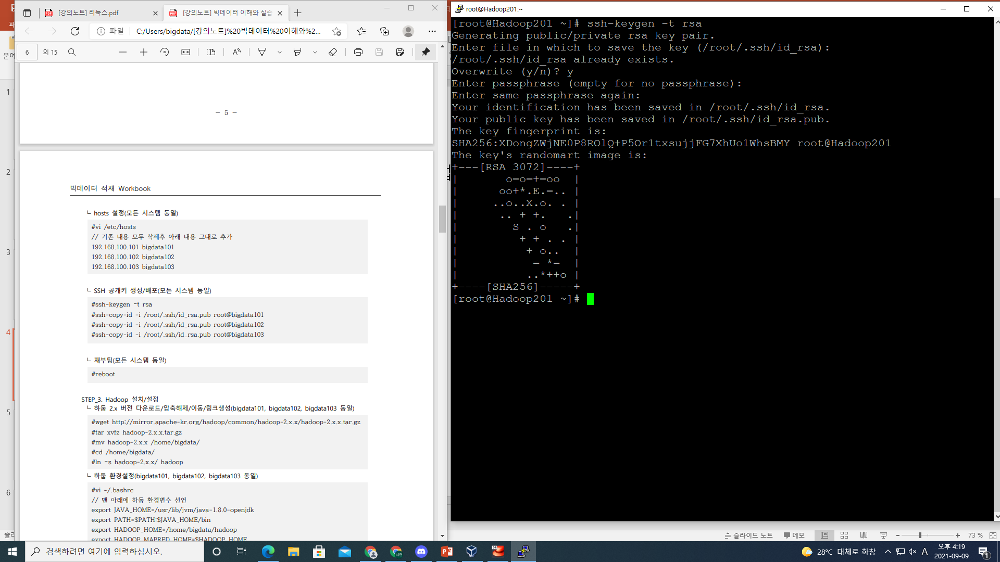 [강의노트] 리눅스.pdf
[강의노트] 빅데이터 이해와 실습
파일
C:/Users/bigdata/[강의노트]%20빅데이터%20이해와%2...
6 의 15
- 5 -
빅데이터 적재 Workbook
└ hosts 설정(모든 시스템 동일)
#vi /etc/hosts
// 기존 내용 모두 삭제후 아래 내용 그대로 추가
192.168.100.101 bigdata101
192.168.100.102 bigdata102
192.168.100.103 bigdata103
└ SSH 공개키 생성/배포(모든 시스템 동일)
#ssh-keygen -t rsa
#ssh-copy-id -i /root/.ssh/id_rsa.pub root@bigdata101
#ssh-copy-id -i /root/.ssh/id_rsa.pub root@bigdata102
#ssh-copy-id -i /root/.ssh/id_rsa.pub root@bigdata103
└ 재부팅(모든 시스템 동일)
#reboot
STEP_3. Hadoop 설치/설정
└ 하둡 2.x 버전 다운로드/압축해제/이동/링크생성(bigdata101, bigdata102, bigdata103 동일)
#wget http://mirror.apache-kr.org/hadoop/common/hadoop-2.x.x/hadoop-2.x.x.tar.gz
#tar xvfz hadoop-2.x.x.tar.gz
#mv hadoop-2.x.x /home/bigdata/
#cd /home/bigdata/
#ln -s hadoop-2.x.x/ hadoop
└ 하둡 환경설정(bigdata101, bigdata102, bigdata103 동일)
#vi ~/.bashrc
// 맨 아래에 하둡 환경변수 선언
export JAVA_HOME=/usr/lib/jvm/java-1.8.0-openjdk
export PATH=$PATH:$JAVA_HOME/bin
export HADOOP_HOME=/home/bigdata/hadoop
export HADOOP_MAPRED_HOME=$HADOOP_HOME
1
2
3
4
5
6
root@Hadoop201:~
[root@Hadoop201 ~]# ssh-keygen -t rsa
Generating public/private rsa key pair.
Enter file in which to save the key (/root/.ssh/id_rsa):
/root/.ssh/id_rsa already exists.
Overwrite (y/n)? y
Enter passphrase (empty for no passphrase):
Enter same passphrase again:
Your identification has been saved in /root/.ssh/id_rsa.
Your public key has been saved in /root/.ssh/id_rsa.pub.
The key fingerprint is:
SHA256:XDongZWjNE0P8ROlQ+P5Or1txsujjFG7XhUo1WhsBMY root@Hadoop201
The key's randomart image is:
+---[RSA 3072]----+
|       o=o=+=oo  |
|      oo+*.E.=.. |
|     ..o..X.o. . |
|      .. + +.   .|
|        S . o   .|
|         + + . . |
|          + o..  |
|           = *=  |
|          ..*++o |
+----[SHA256]-----+
[root@Hadoop201 ~]#
슬라이드 노트
메모
73 %
검색하려면 여기에 입력하십시오.
28°C 대체로 화창
A
오후 4:19
2021-09-09
1